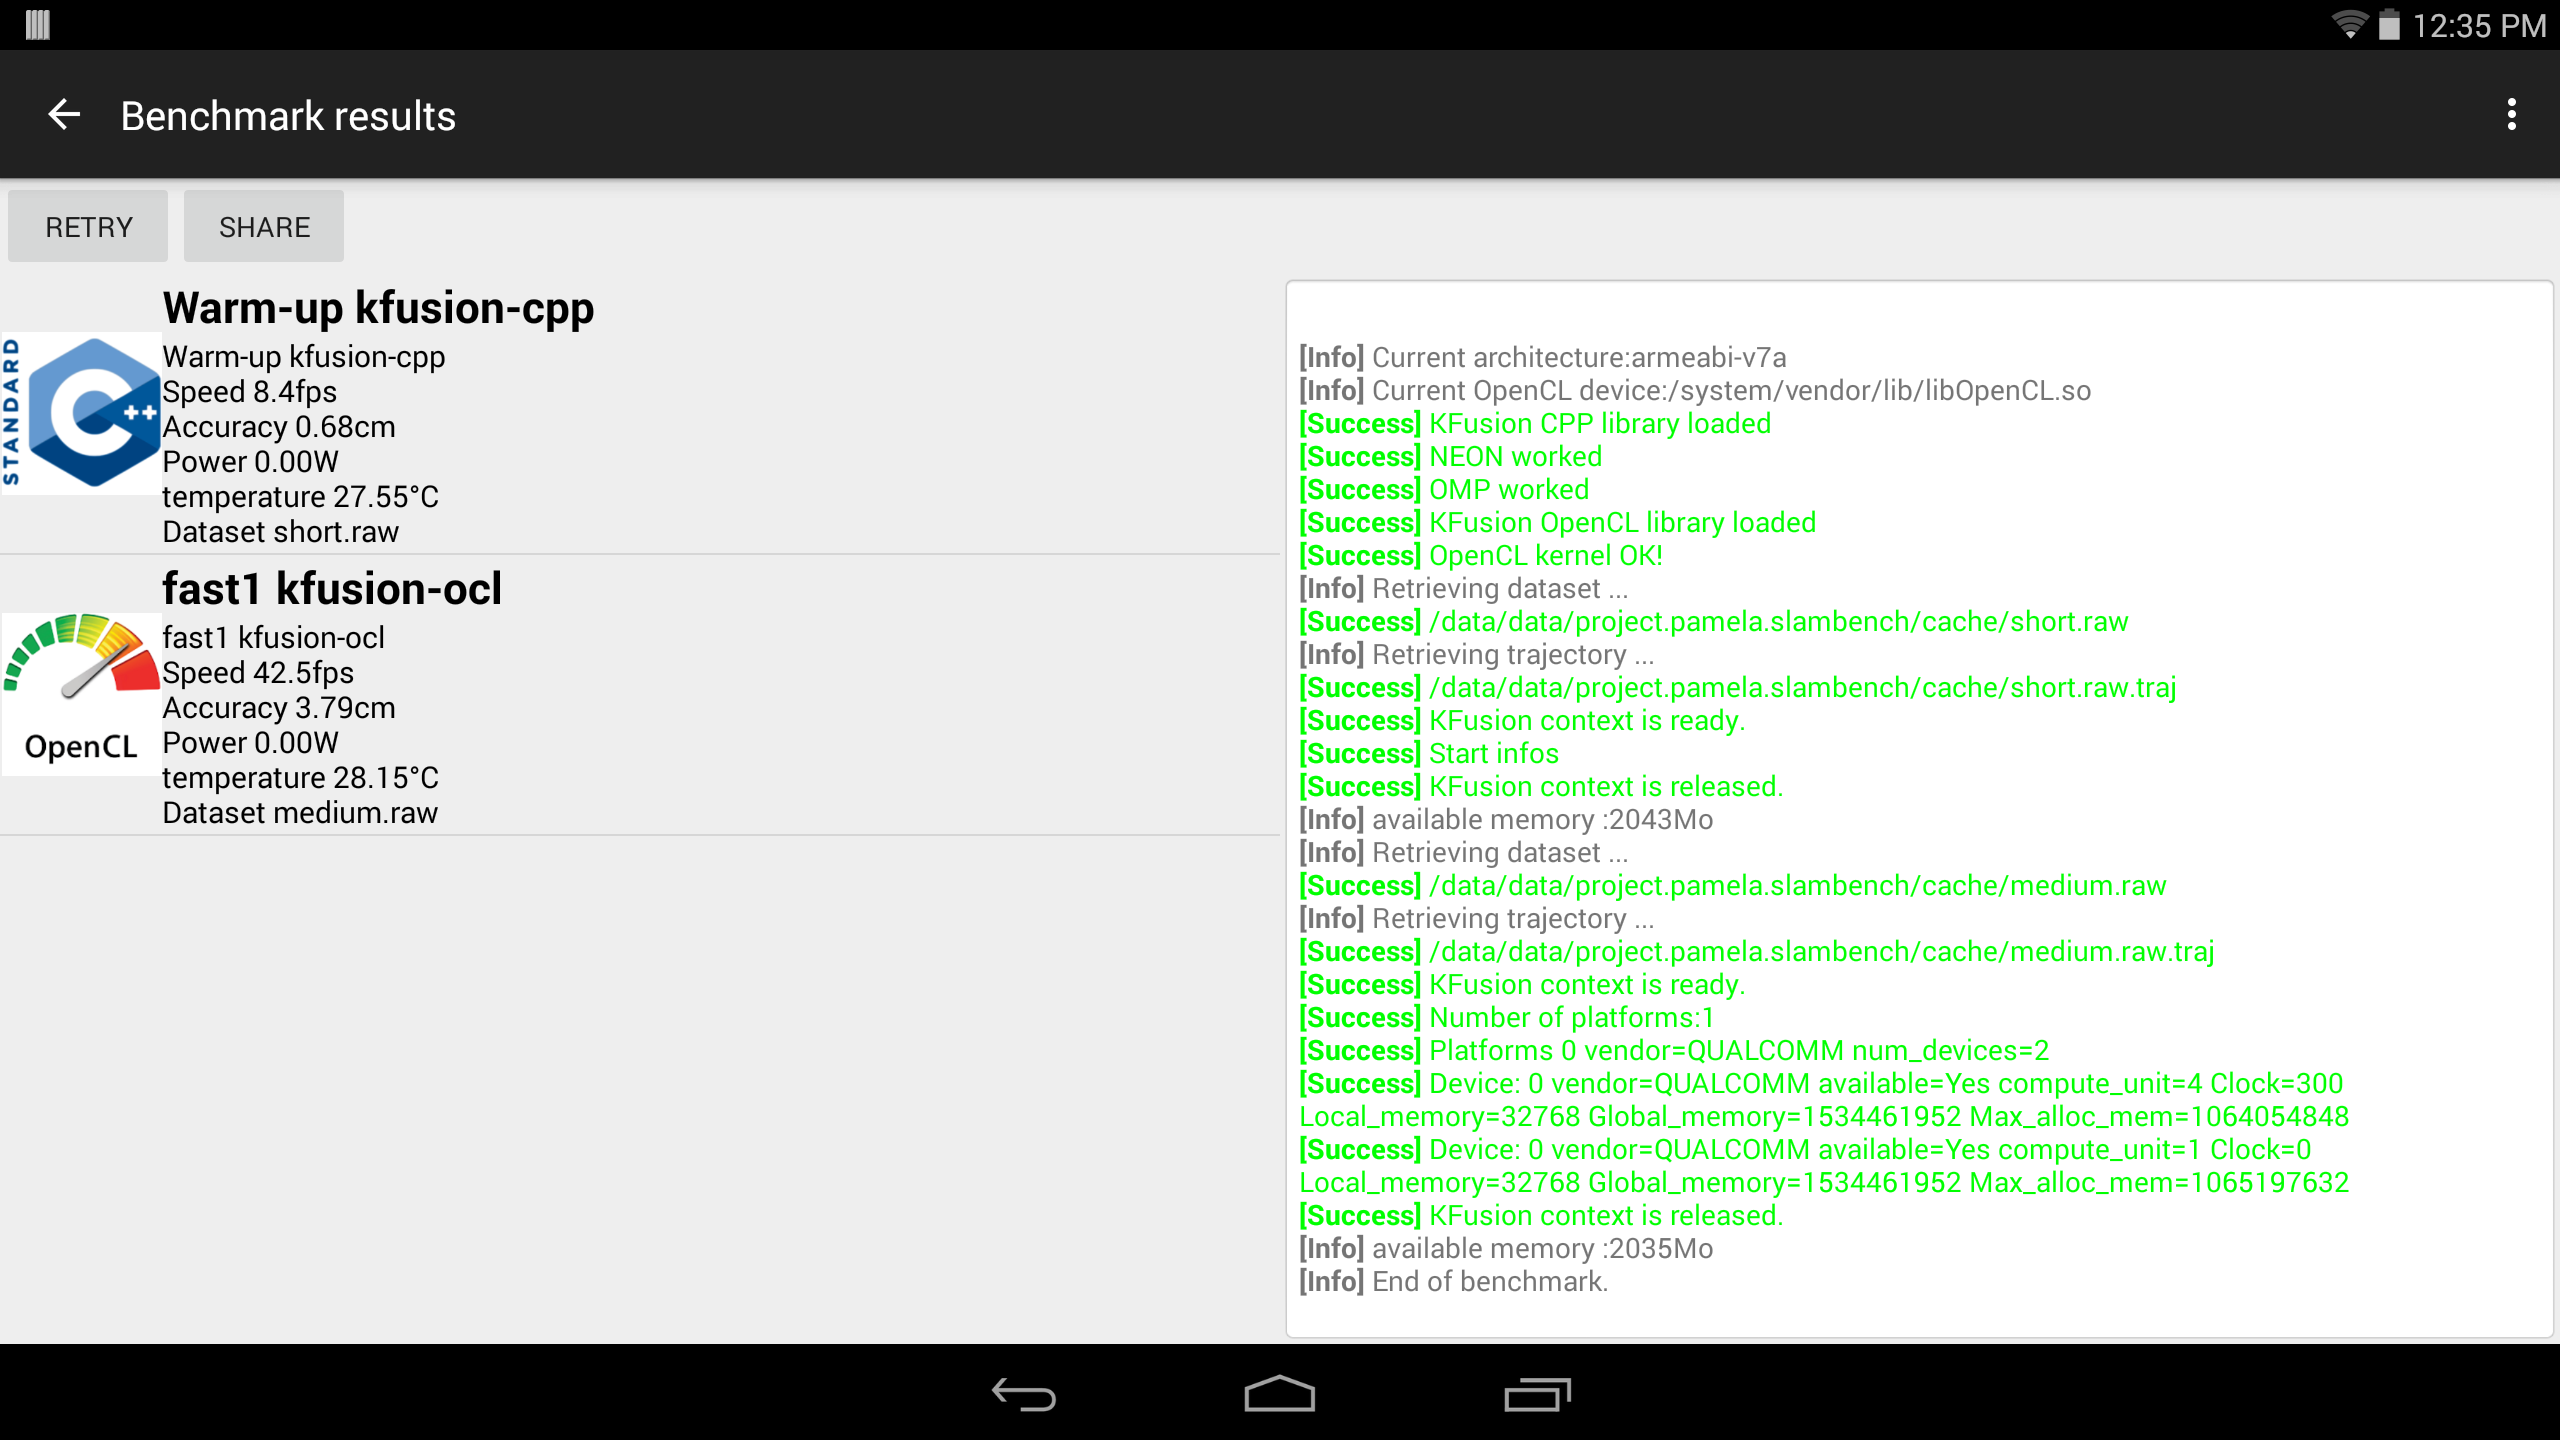 12:35 PM
Benchmark results
RETRY SHARE
Warm-up kfusion-cpp
STANDARD
C++
Warm-up kfusion-cpp
Speed 8.4fps
Accuracy 0.68cm
Power 0.00W
temperature 27.55°C
Dataset short.raw
fast1 kfusion-ocl
OpenCL
fast1 kfusion-ocl
Speed 42.5fps
Accuracy 3.79cm
Power 0.00W
temperature 28.15°C
Dataset medium.raw
[Info] Current architecture:armeabi-v7a
[Info] Current OpenCL device:/system/vendor/lib/libOpenCL.so
[Success] KFusion CPP library loaded
[Success] NEON worked
[Success] OMP worked
[Success] KFusion OpenCL library loaded
[Success] OpenCL kernel OK!
[Info] Retrieving dataset ...
[Success] /data/data/project.pamela.slambench/cache/short.raw
[Info] Retrieving trajectory ...
[Success] /data/data/project.pamela.slambench/cache/short.raw.traj
[Success] KFusion context is ready.
[Success] Start infos
[Success] KFusion context is released.
[Info] available memory :2043Mo
[Info] Retrieving dataset ...
[Success] /data/data/project.pamela.slambench/cache/medium.raw
[Info] Retrieving trajectory ...
[Success] /data/data/project.pamela.slambench/cache/medium.raw.traj
[Success] KFusion context is ready.
[Success] Number of platforms:1
[Success] Platforms 0 vendor=QUALCOMM num_devices=2
[Success] Device: 0 vendor=QUALCOMM available=Yes compute_unit=4 Clock=300
Local_memory=32768 Global_memory=1534461952 Max_alloc_mem=1064054848
[Success] Device: 0 vendor=QUALCOMM available=Yes compute_unit=1 Clock=0
Local_memory=32768 Global_memory=1534461952 Max_alloc_mem=1065197632
[Success] KFusion context is released.
[Info] available memory :2035Mo
[Info] End of benchmark.